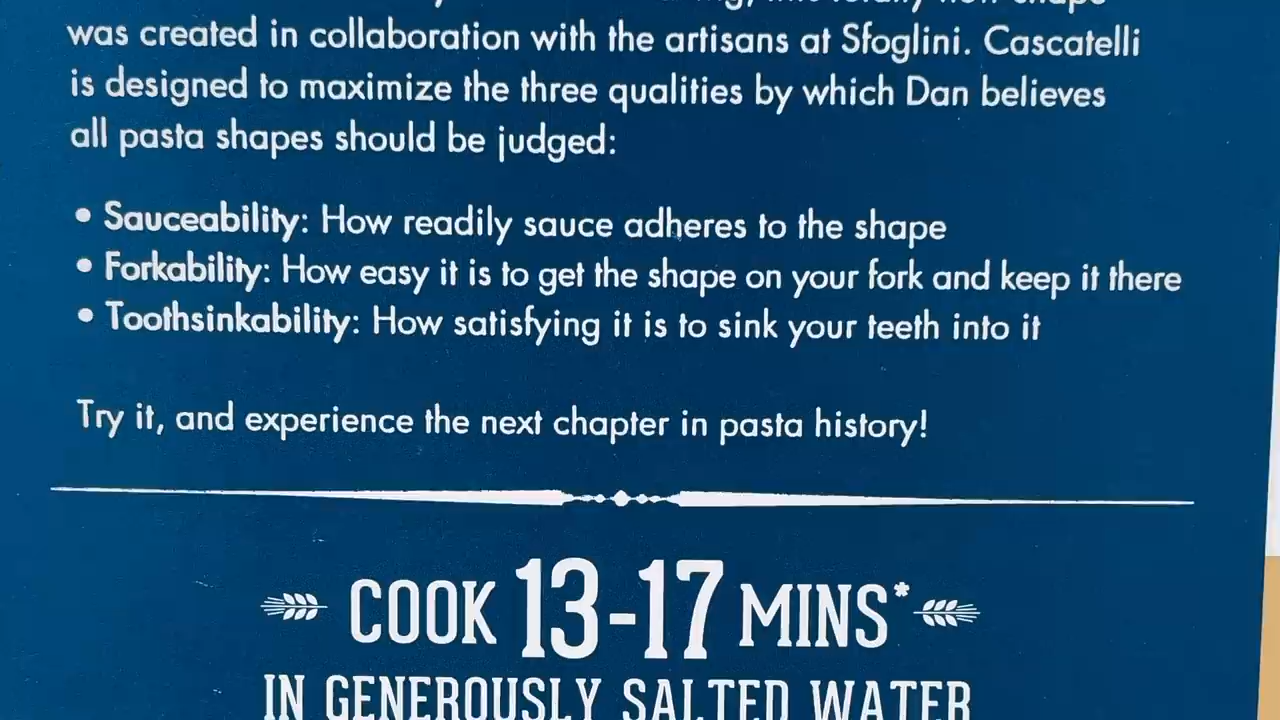 was created in collaboration with the artisans at Sfoglini. Cascatelli
is designed to maximize the three qualities by which Dan believes
all pasta shapes should be judged:
• Sauceability: How readily sauce adheres to the shape
• Forkability: How easy it is to get the shape on your fork and keep it there
• Toothsinkability: How satisfying it is to sink your teeth into it
Try it, and experience the next chapter in pasta history!
COOK 13-17 MINS*
IN GENEROUSLY SALTED WATER